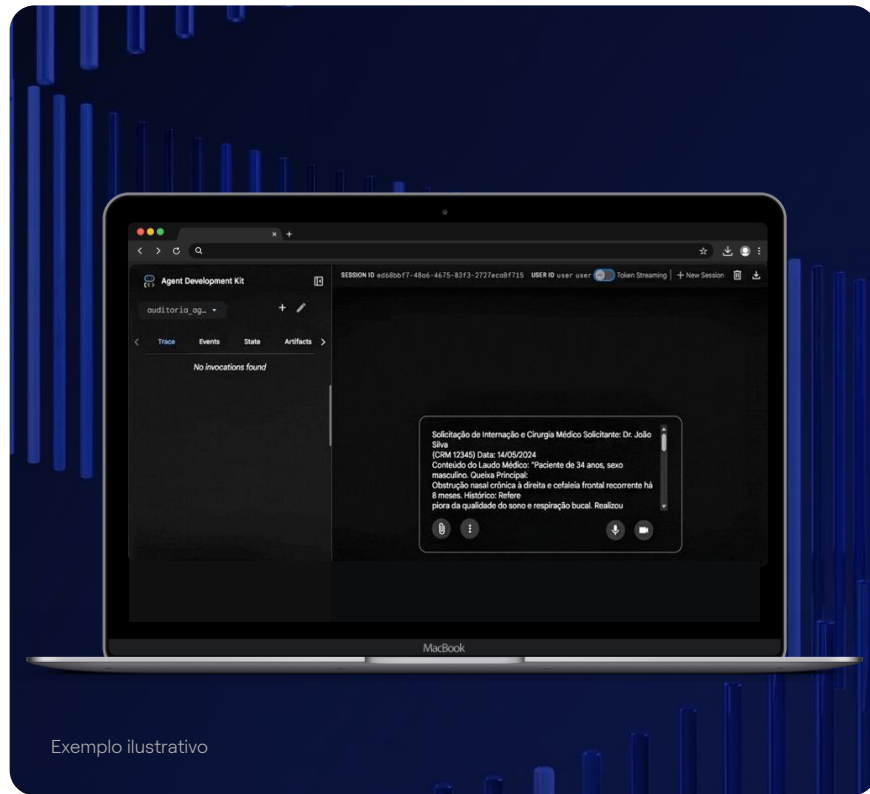 Agent Development Kit
SESSION ID ed68bbf7-48a6-4675-83f3-2727eca8f715 USER ID user user Token Streaming + New Session
auditoria_ag…
Trace Events State Artifacts
No invocations found
Solicitação de Internação e Cirurgia Médico Solicitante: Dr. João
Silva
(CRM 12345) Data: 14/05/2024
Conteúdo do Laudo Médico: "Paciente de 34 anos, sexo
masculino. Queixa Principal:
Obstrução nasal crônica à direita e cefaleia frontal recorrente há
8 meses. Histórico: Refere
piora da qualidade do sono e respiração bucal. Realizou
MacBook
Exemplo ilustrativo